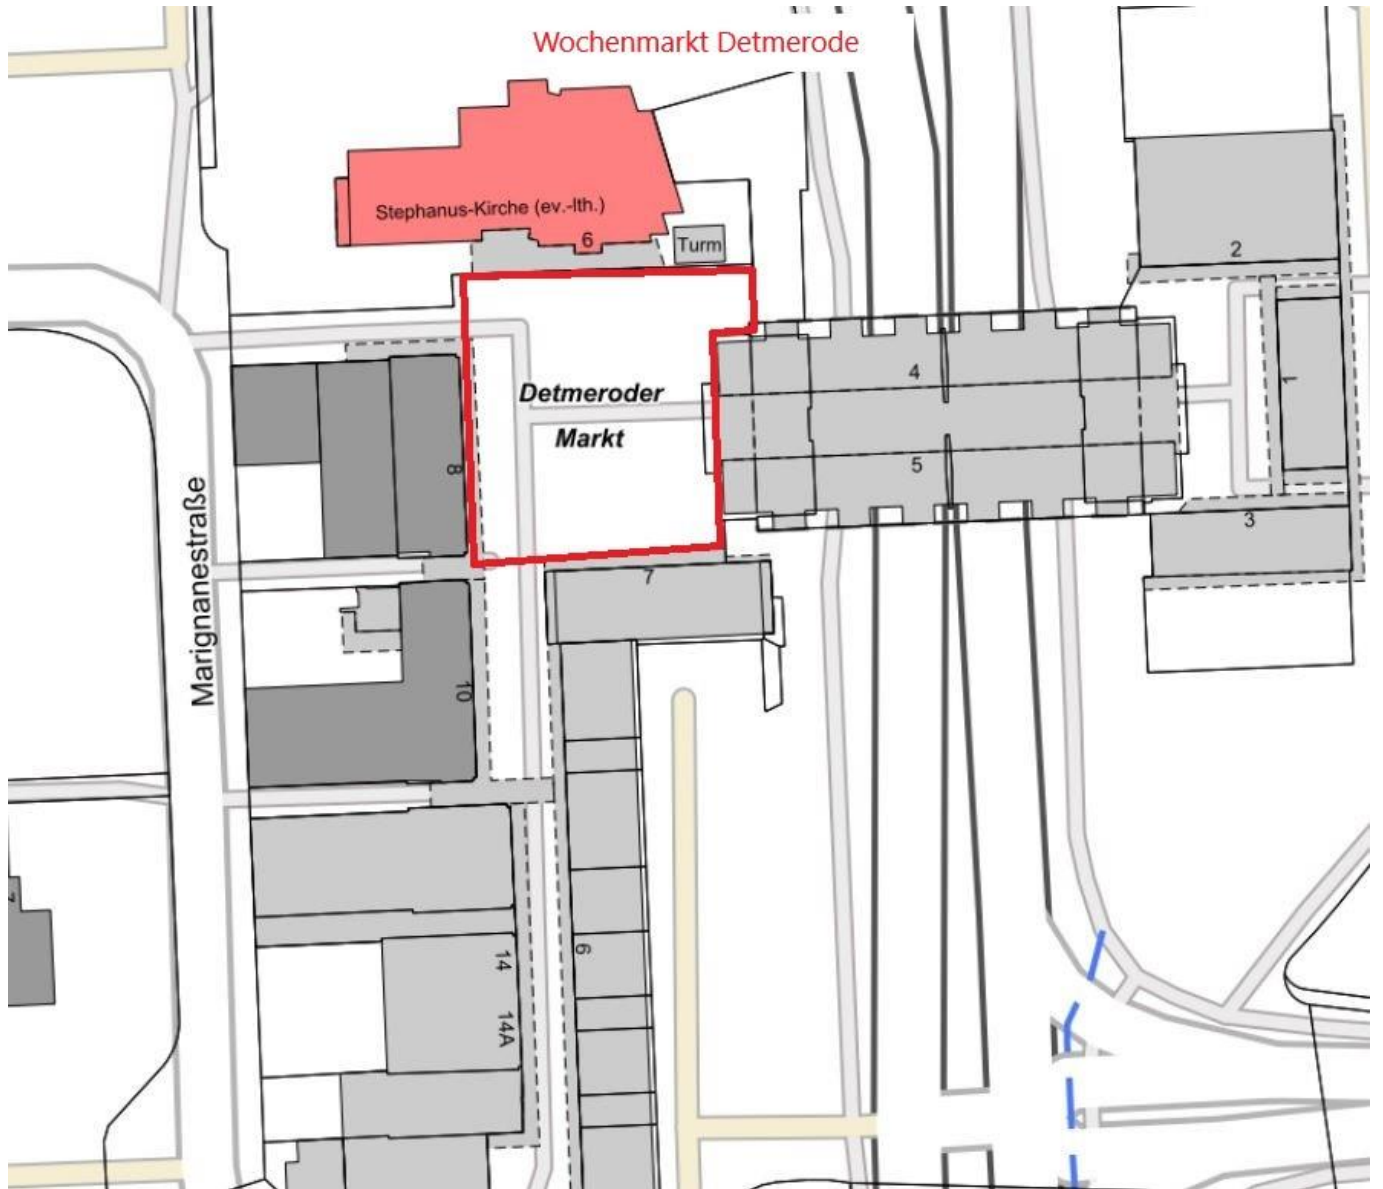 Wochenmarkt Detmerode
Stephanus-Kirche (ev.-lth.)
6
Turm
2
1
4
Detmeroder
Markt
5
8
3
7
Marignanestraße
10
6
14
14A